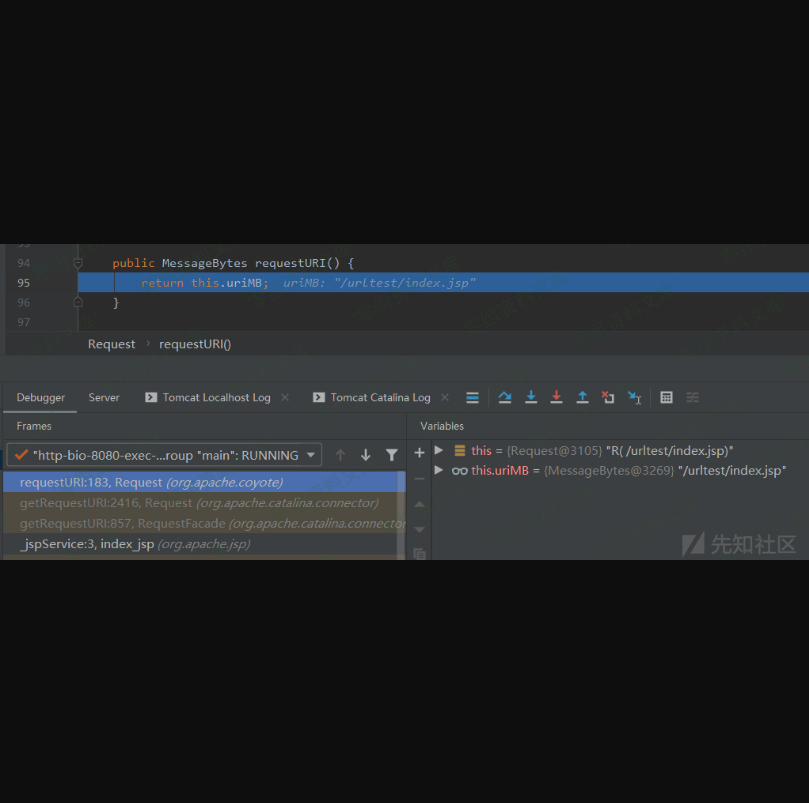 94 public MessageBytes requestURI() {
95 return this.uriMB; uriMB: "/urltest/index.jsp"
96 }
97
Request › requestURI()
Debugger Server Tomcat Localhost Log × Tomcat Catalina Log ×
Frames Variables
"http-bio-8080-exec-...roup "main": RUNNING
this = {Request@3105} "R( /urltest/index.jsp)"
requestURI:183, Request (org.apache.coyote)
this.uriMB = {MessageBytes@3269} "/urltest/index.jsp"
getRequestURI:2416, Request (org.apache.catalina.connector)
getRequestURI:857, RequestFacade (org.apache.catalina.connector
_jspService:3, index_jsp (org.apache.jsp)
先知社区